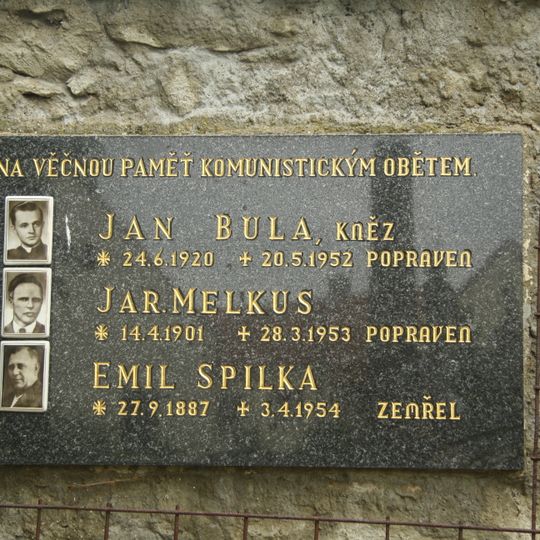 NA VĚČNOU PAMĚŤ KOMUNISTICKÝM OBĚTEM.
JAN BULA, KNĚZ
* 24.6.1920 + 20.5.1952 POPRAVEN
JAR. MELKUS
* 14.4.1901 + 28.3.1953 POPRAVEN
EMIL SPILKA
* 27.9.1887 + 3.4.1954 ZEMŘEL